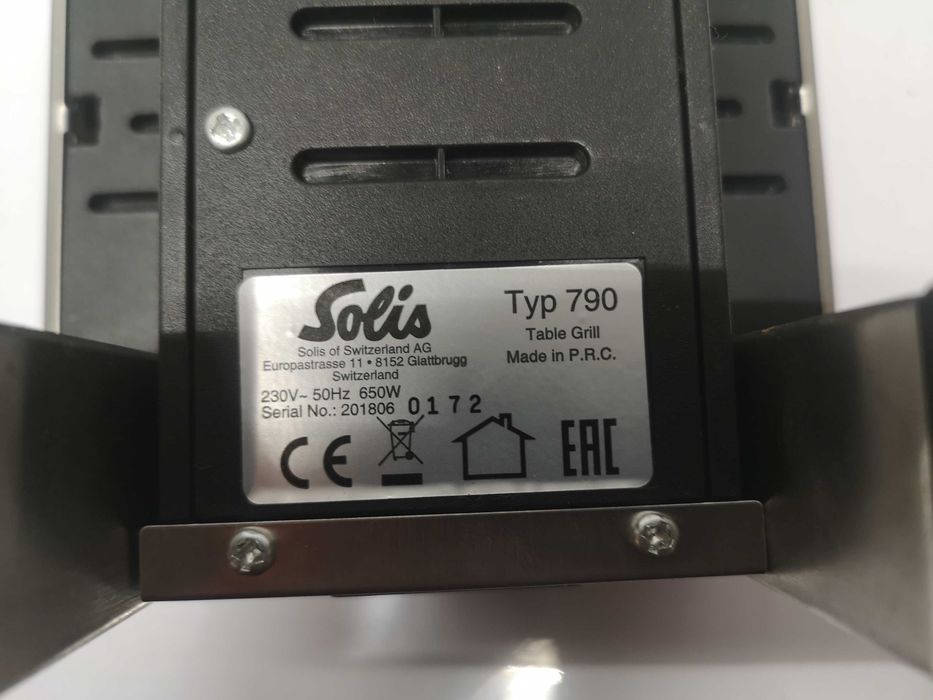 Solis
Solis of Switzerland AG
Europastrasse 11 • 8152 Glattbrugg
Switzerland
230V~ 50Hz 650W
Serial No.: 201806 0172
Typ 790
Table Grill
Made in P.R.C.
CE
EAC